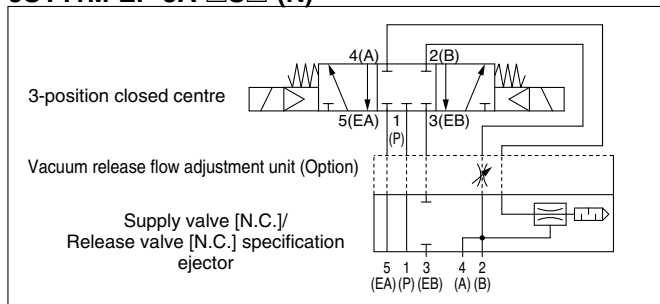 4(A) 2(B)
3-position closed centre
5(EA) 1 3(EB)
(P)
Vacuum release flow adjustment unit (Option)
Supply valve [N.C.]/
Release valve [N.C.] specification
ejector
5 1 3 4 2
(EA) (P) (EB) (A) (B)